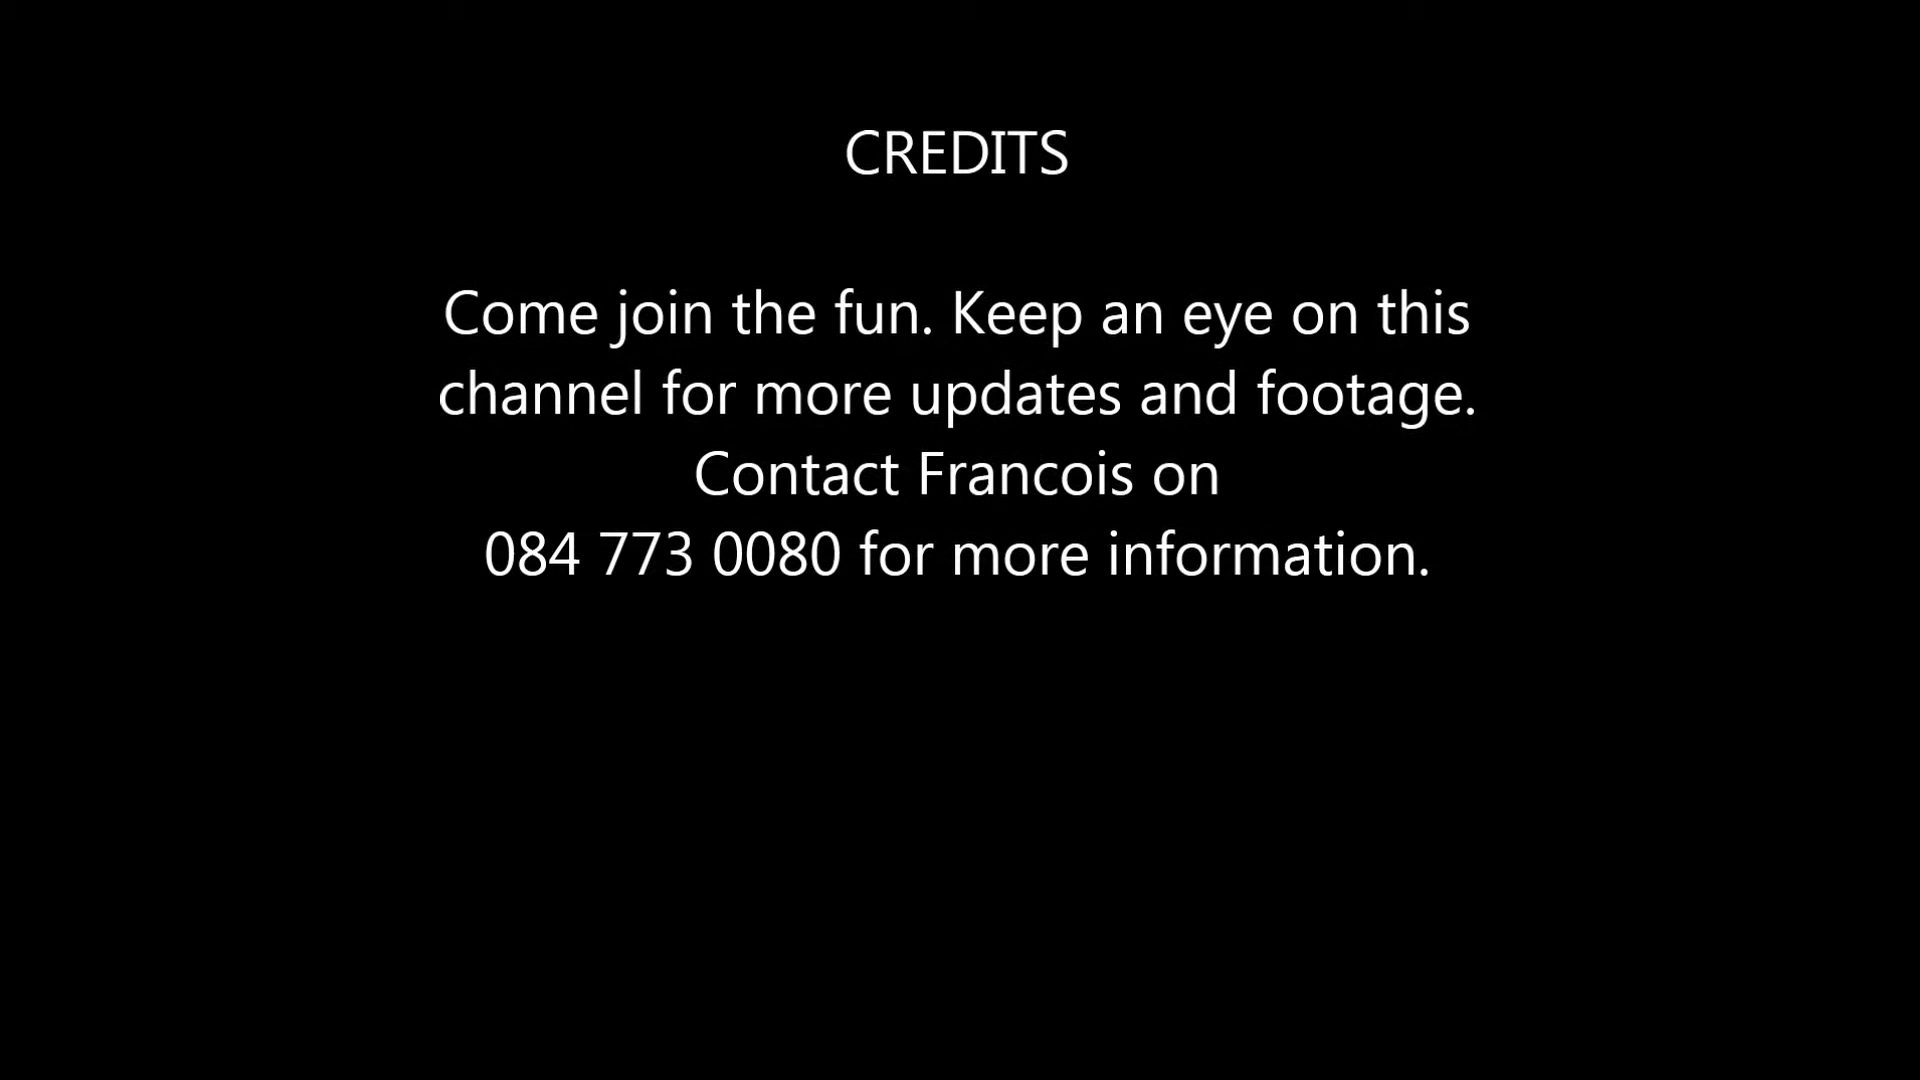 CREDITS
Come join the fun. Keep an eye on this
channel for more updates and footage.
Contact Francois on
084 773 0080 for more information.